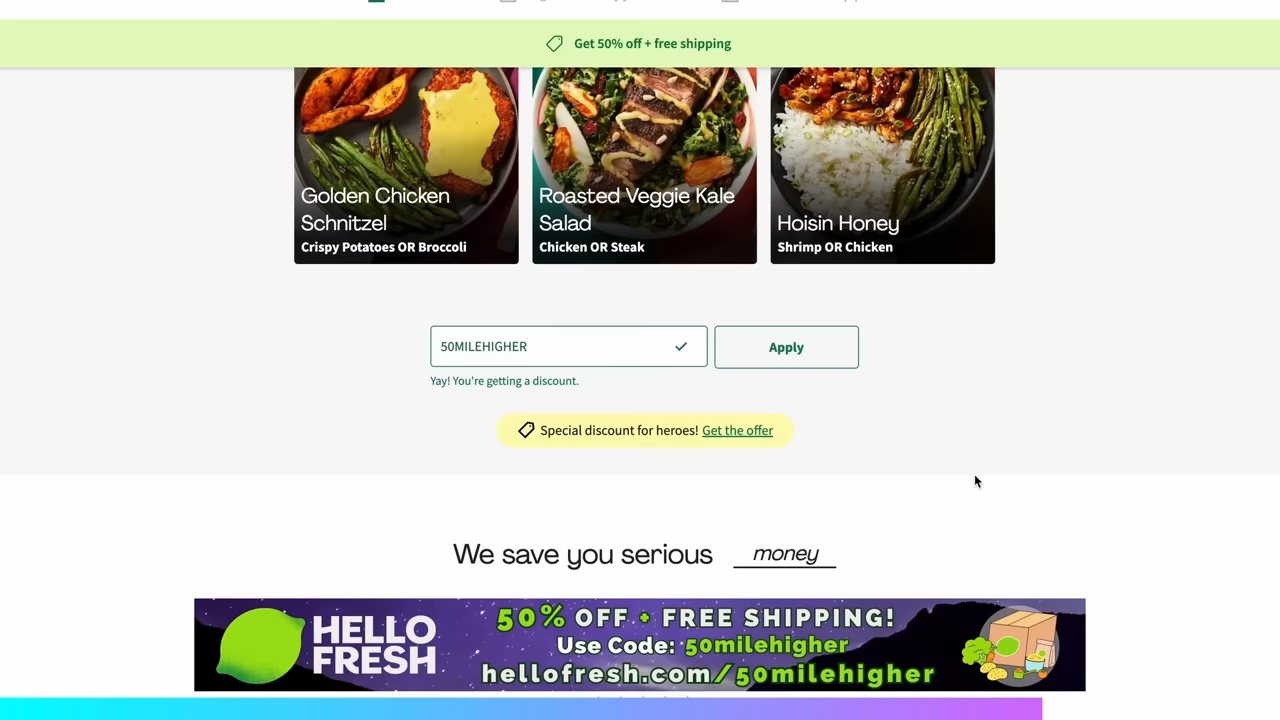 Get 50% off + free shipping
Golden Chicken
Schnitzel
Crispy Potatoes OR Broccoli
Roasted Veggie Kale
Salad
Chicken OR Steak
Hoisin Honey
Shrimp OR Chicken
50MILEHIGHER
Apply
Yay! You're getting a discount.
Special discount for heroes! Get the offer
We save you serious money
HELLO
FRESH
50% OFF + FREE SHIPPING!
Use Code: 50milehigher
hellofresh.com/50milehigher